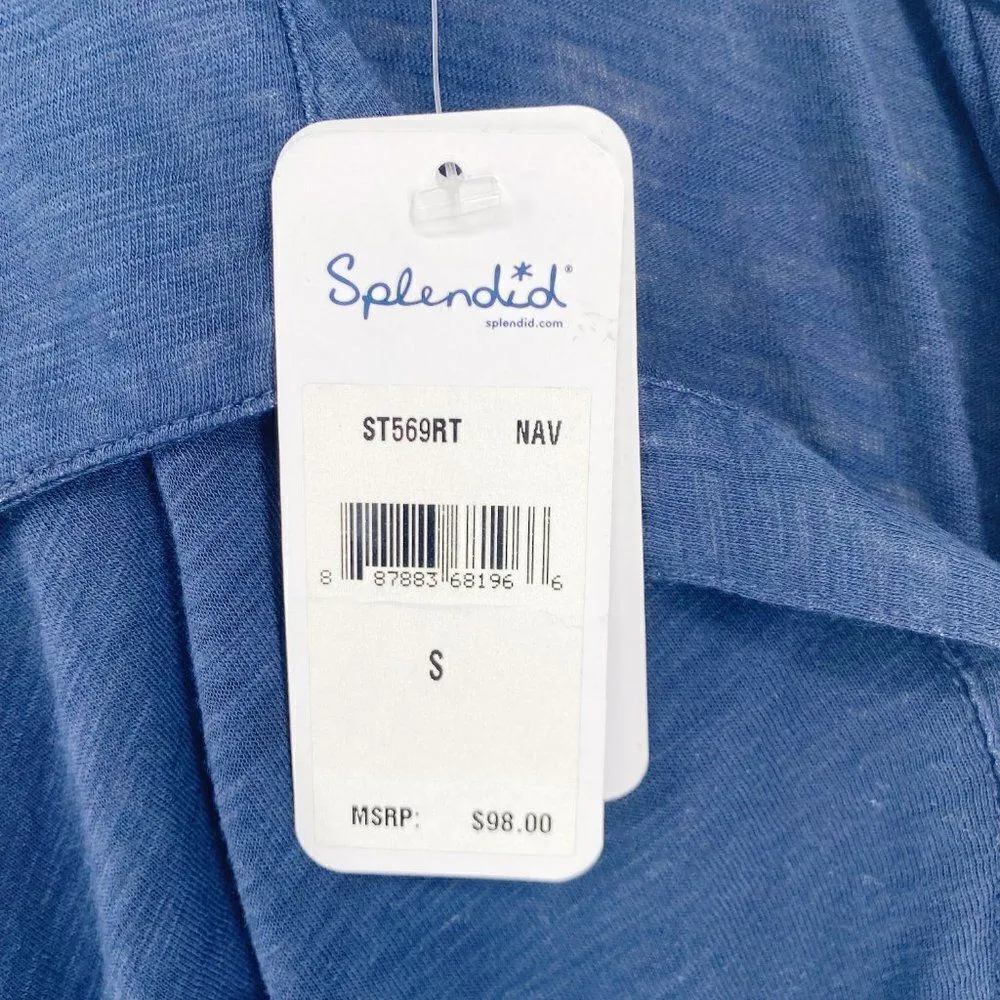 Splendid®
splendid.com
ST569RT NAV
8 87883 68196 6
S
MSRP: $98.00